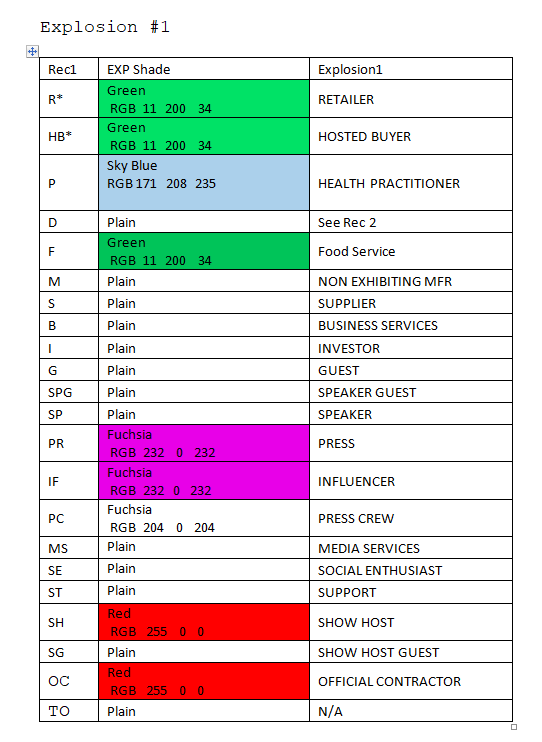 Explosion #1
Rec1 EXP Shade Explosion1
R* Green
RGB 11 200 34 RETAILER
HB* Green
RGB 11 200 34 HOSTED BUYER
P Sky Blue
RGB 171 208 235 HEALTH PRACTITIONER
D Plain See Rec 2
F Green
RGB 11 200 34 Food Service
M Plain NON EXHIBITING MFR
S Plain SUPPLIER
B Plain BUSINESS SERVICES
I Plain INVESTOR
G Plain GUEST
SPG Plain SPEAKER GUEST
SP Plain SPEAKER
PR Fuchsia
RGB 232 0 232 PRESS
IF Fuchsia
RGB 232 0 232 INFLUENCER
PC Fuchsia
RGB 204 0 204 PRESS CREW
MS Plain MEDIA SERVICES
SE Plain SOCIAL ENTHUSIAST
ST Plain SUPPORT
SH Red
RGB 255 0 0 SHOW HOST
SG Plain SHOW HOST GUEST
OC Red
RGB 255 0 0 OFFICIAL CONTRACTOR
TO Plain N/A